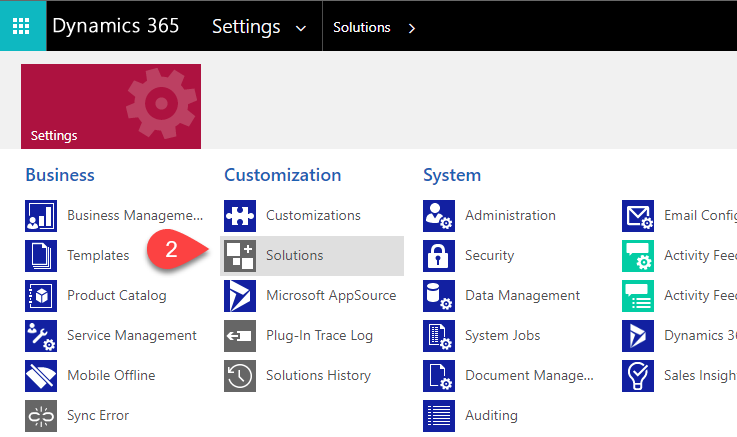 Dynamics 365 Settings Solutions
Settings
Business
Business Manageme...
Templates
Product Catalog
Service Management
Mobile Offline
Sync Error
2
Customization
Customizations
Solutions
Microsoft AppSource
Plug-In Trace Log
Solutions History
System
Administration
Security
Data Management
System Jobs
Document Manage...
Auditing
Email Config
Activity Feed
Activity Feed
Dynamics 36
Sales Insigh